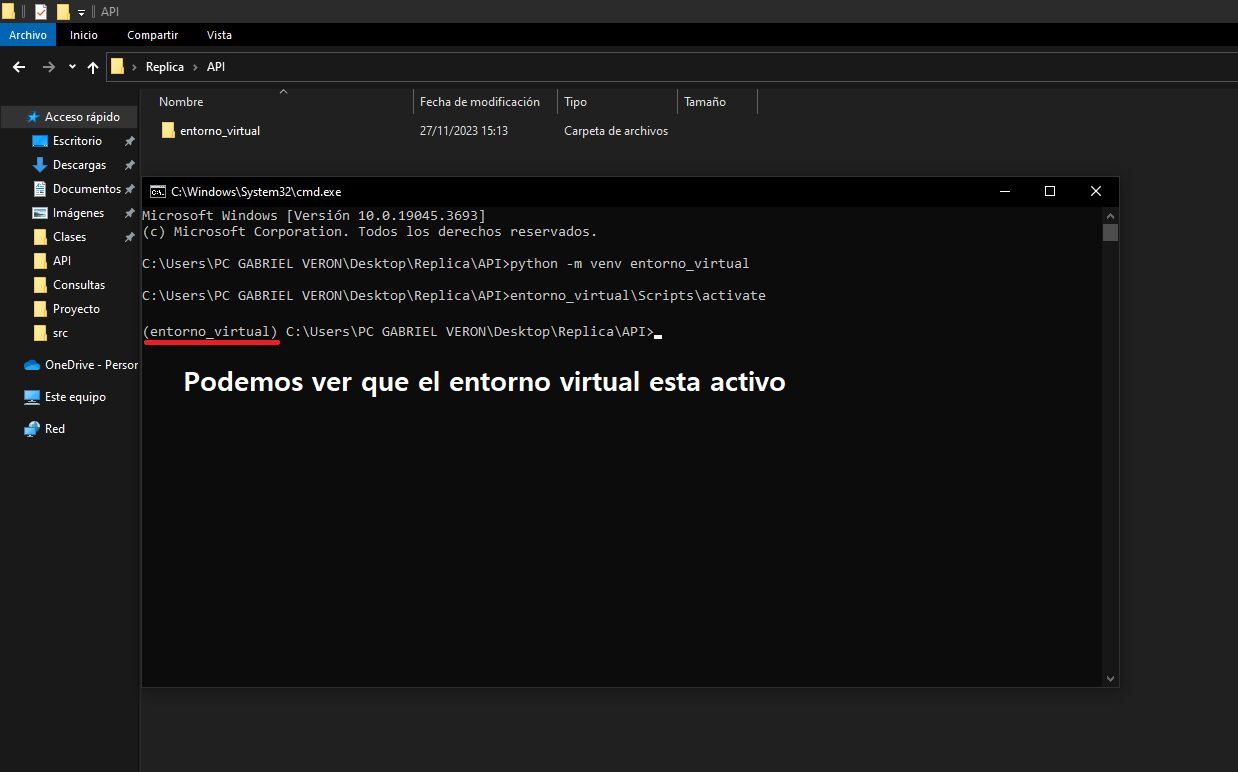 API
Archivo Inicio Compartir Vista
Replica API
Nombre Fecha de modificación Tipo Tamaño
entorno_virtual 27/11/2023 15:13 Carpeta de archivos
Acceso rápido
Escritorio
Descargas
Documentos
Imágenes
Clases
API
Consultas
Proyecto
src
OneDrive - Persor
Este equipo
Red
C:\Windows\System32\cmd.exe
Microsoft Windows [Versión 10.0.19045.3693]
(c) Microsoft Corporation. Todos los derechos reservados.
C:\Users\PC GABRIEL VERON\Desktop\Replica\API>python -m venv entorno_virtual
C:\Users\PC GABRIEL VERON\Desktop\Replica\API>entorno_virtual\Scripts\activate
(entorno_virtual) C:\Users\PC GABRIEL VERON\Desktop\Replica\API>
Podemos ver que el entorno virtual esta activo